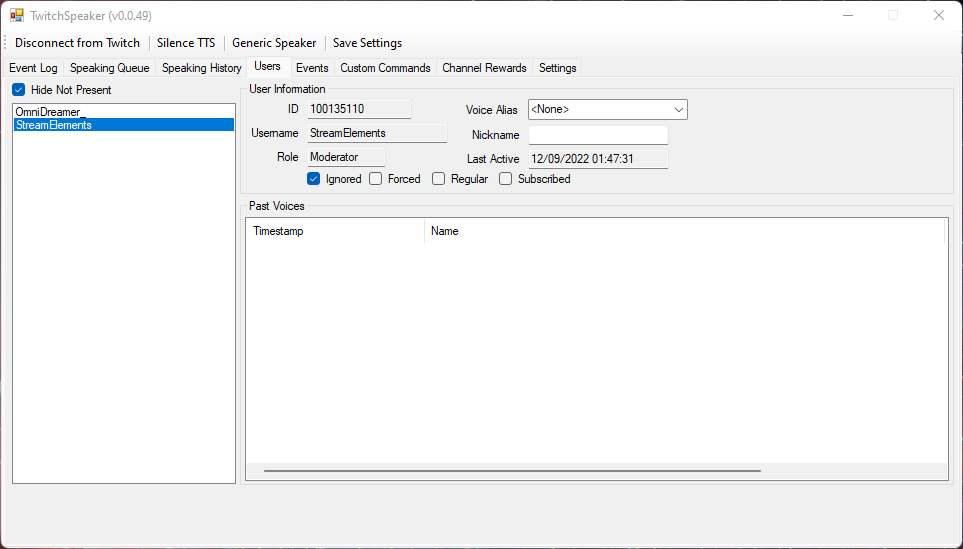 TwitchSpeaker (v0.0.49)
Disconnect from Twitch Silence TTS Generic Speaker Save Settings
Event Log Speaking Queue Speaking History Users Events Custom Commands Channel Rewards Settings
Hide Not Present
OmniDreamer_
StreamElements
User Information
ID 100135110 Voice Alias <None>
Username StreamElements Nickname
Role Moderator Last Active 12/09/2022 01:47:31
Ignored Forced Regular Subscribed
Past Voices
Timestamp Name